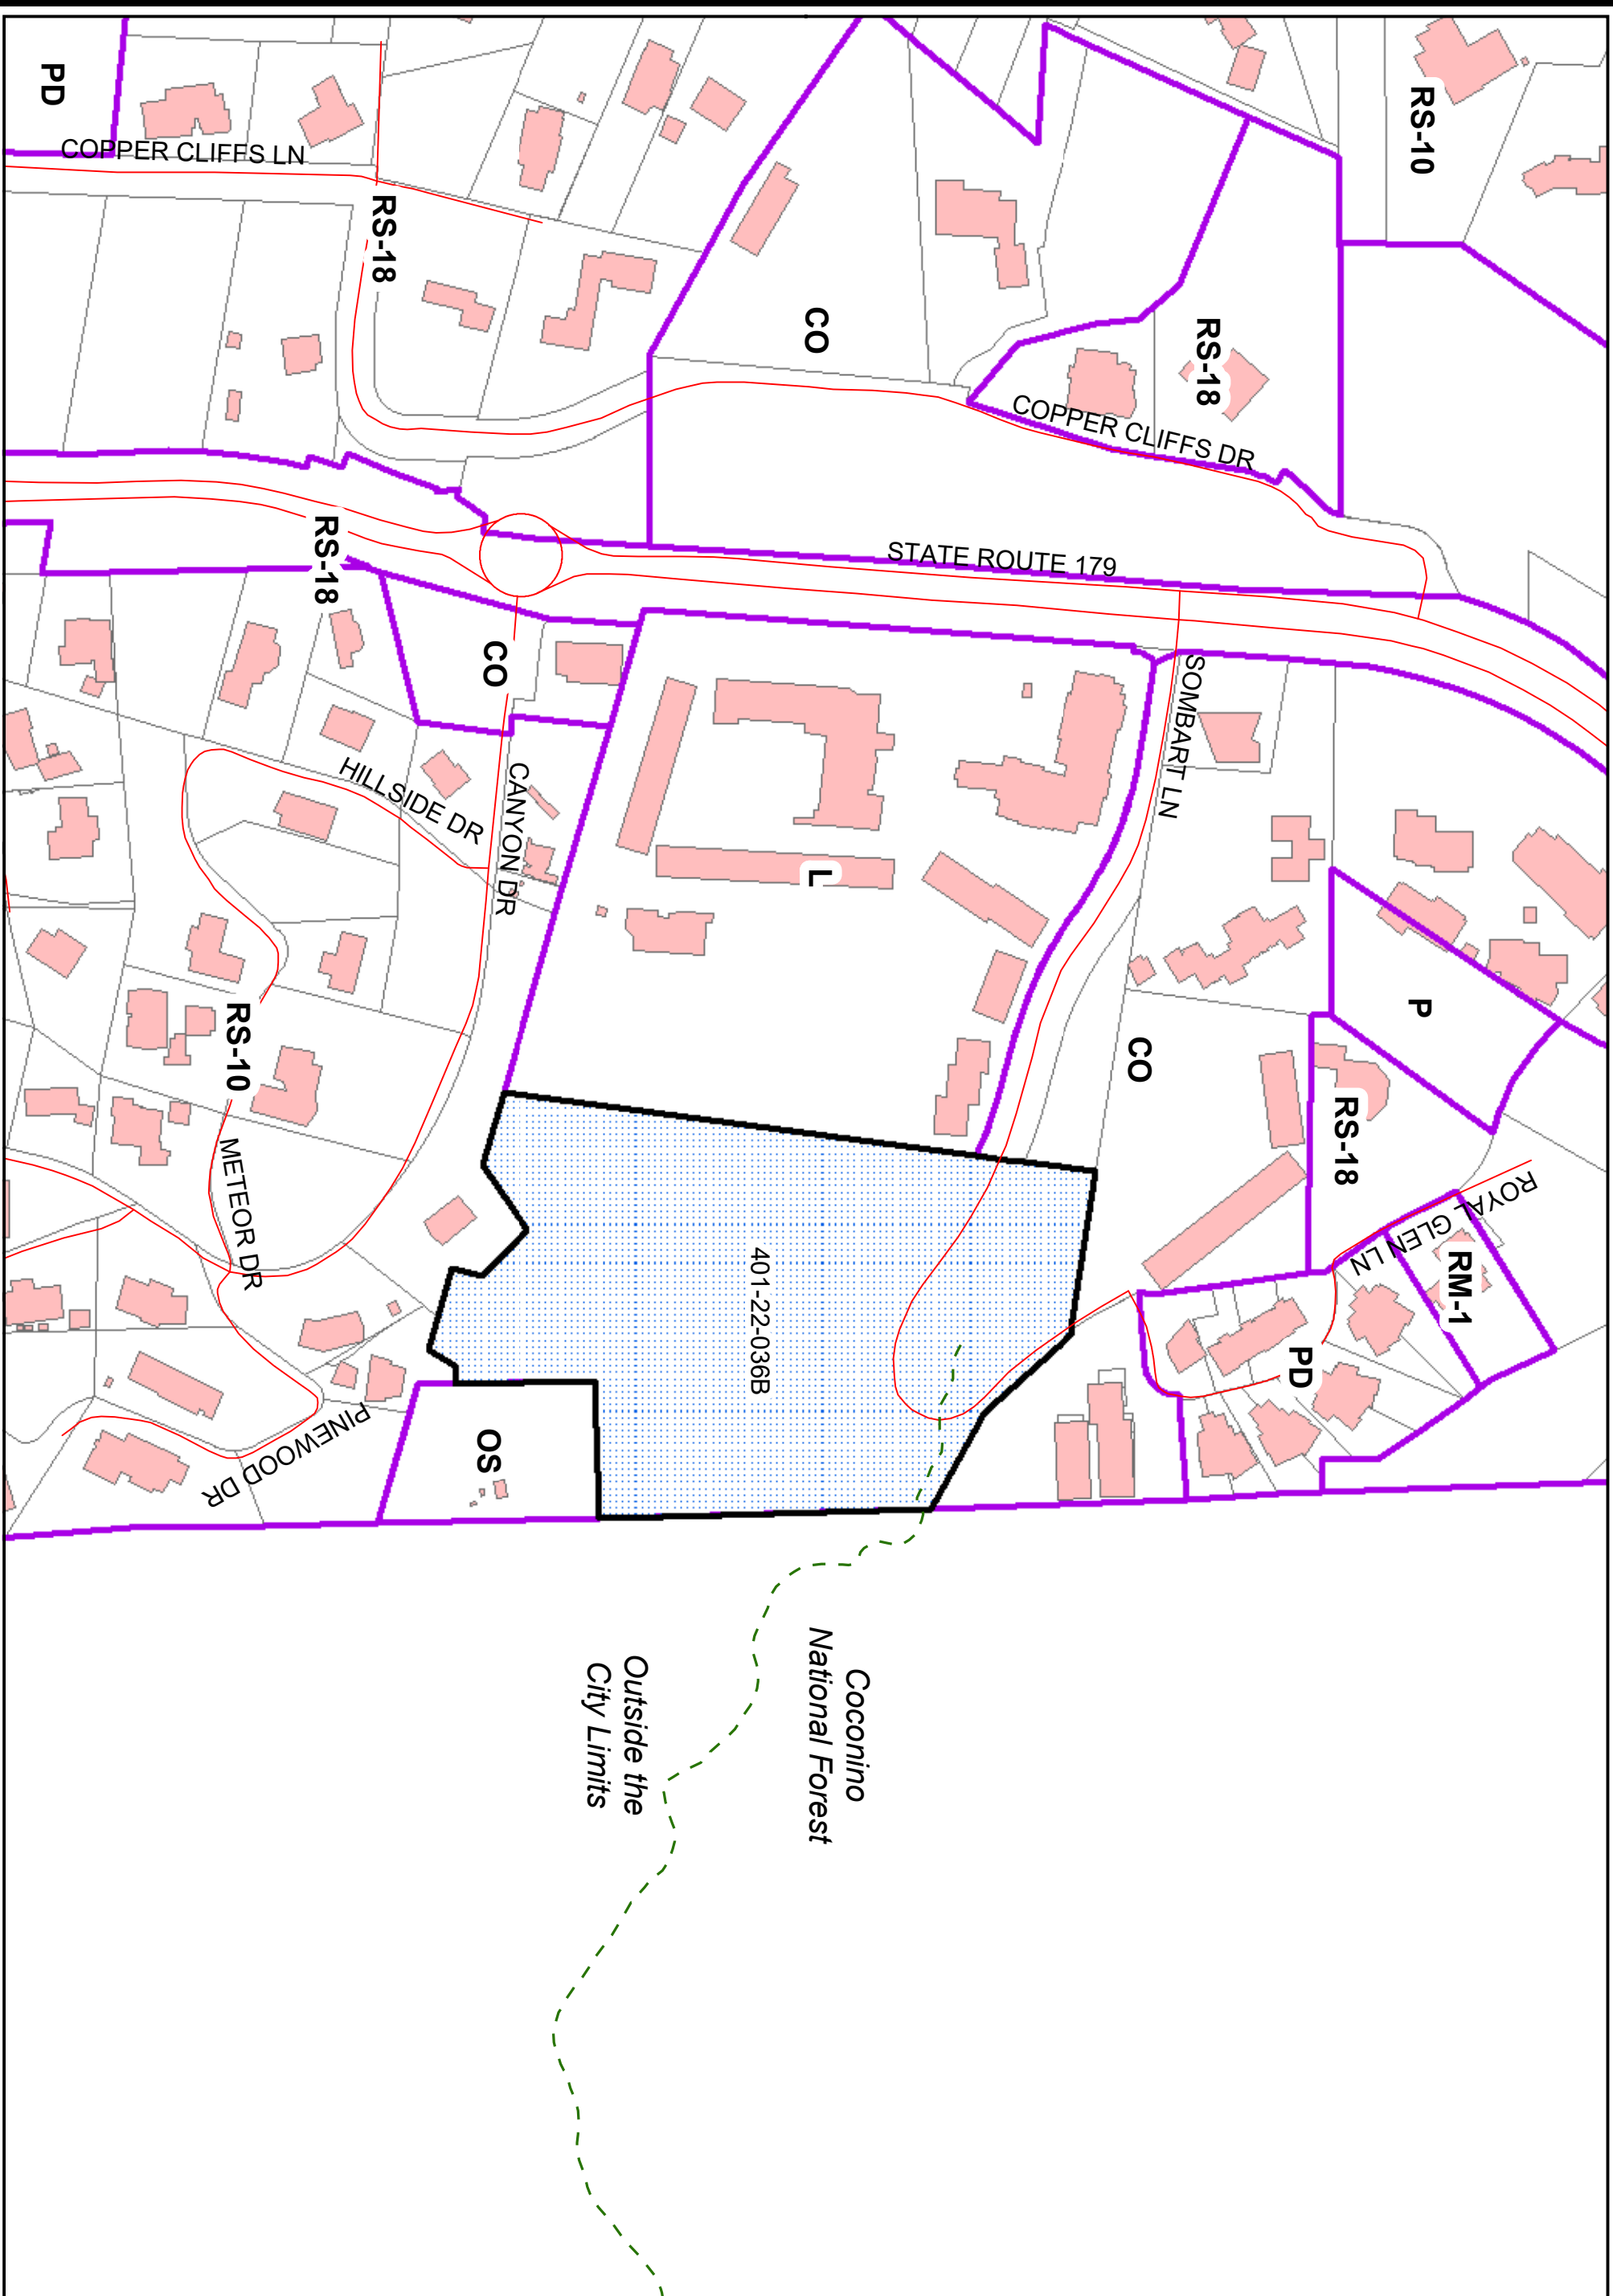 PD
COPPER CLIFFS LN
RS-18
CO
RS-18
RS-10
COPPER CLIFFS DR
STATE ROUTE 179
RS-18
CO
HILLSIDE DR
CANYON DR
L
SOMBART LN
CO
P
RS-18
ROYAL GLEN LN
RM-1
PD
RS-10
METEOR DR
PINEWOOD DR
OS
401-22-036B
Coconino
National Forest
Outside the
City Limits